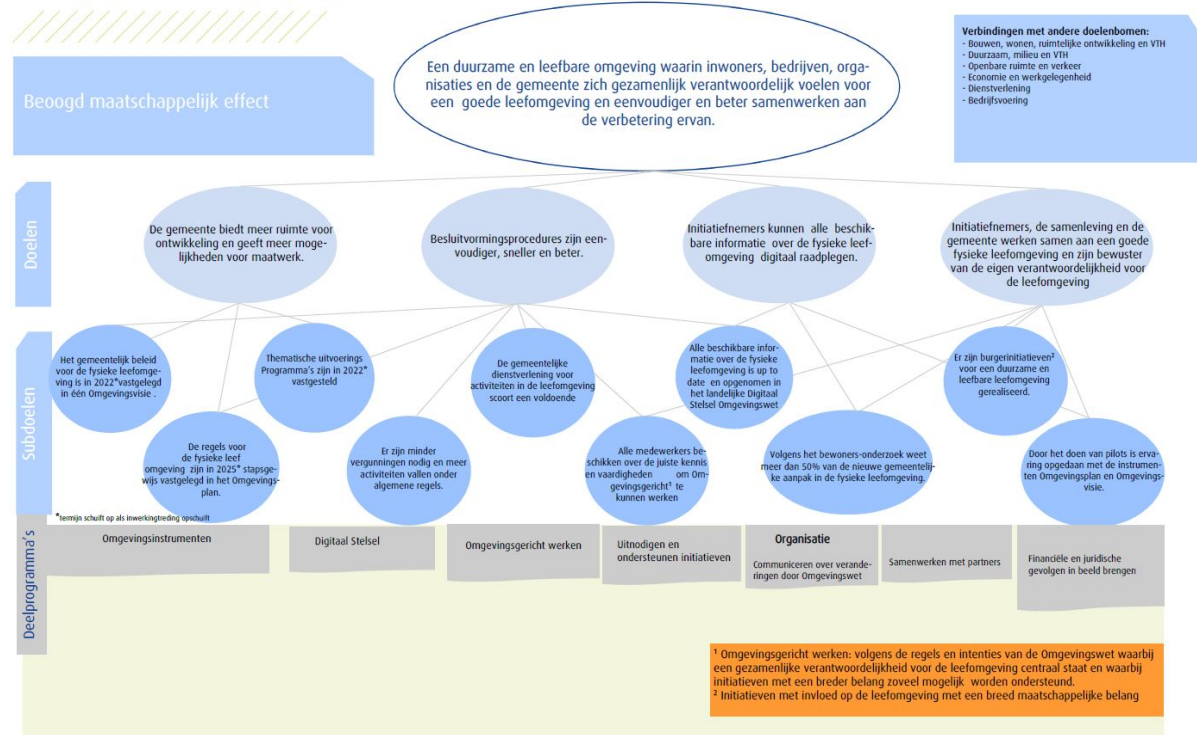 Beoogd maatschappelijk effect
Een duurzame en leefbare omgeving waarin inwoners, bedrijven, orga-
nisaties en de gemeente zich gezamenlijk verantwoordelijk voelen voor
een goede leefomgeving en eenvoudiger en beter samenwerken aan
de verbetering ervan.
Verbindingen met andere doelenbomen:
- Bouwen, wonen, ruimtelijke ontwikkeling en VTH
- Duurzaam, milieu en VTH
- Openbare ruimte en verkeer
- Economie en werkgelegenheid
- Dienstverlening
- Bedrijfsvoering
Doelen
De gemeente biedt meer ruimte voor
ontwikkeling en geeft meer moge-
lijkheden voor maatwerk.
Besluitvormingsprocedures zijn een-
voudiger, sneller en beter.
Initiatiefnemers kunnen alle beschik-
bare informatie over de fysieke leef-
omgeving digitaal raadplegen.
Initiatiefnemers, de samenleving en de
gemeente werken samen aan een goede
fysieke leefomgeving en zijn bewuster
van de eigen verantwoordelijkheid voor
de leefomgeving
Subdoelen
Het gemeentelijk beleid
voor de fysieke leefomge-
ving is in 2022*vastgelegd
in één Omgevingsvisie .
Thematische uitvoerings
Programma's zijn in 2022*
vastgesteld
De gemeentelijke
dienstverlening voor
activiteiten in de leefomgeving
scoort een voldoende
Alle beschikbare infor-
matie over de fysieke
leefomgeving is up to
date en opgenomen in
het landelijke Digitaal
Stelsel Omgevingswet
Er zijn burgerinitiatieven²
voor een duurzame en
leefbare leefomgeving
gerealiseerd.
De regels voor
de fysieke leef
omgeving zijn in 2025* stapsge-
wijs vastgelegd in het Omgevings-
plan.
Er zijn minder
vergunningen nodig en meer
activiteiten vallen onder
algemene regels.
Alle medewerkers be-
schikken over de juiste kennis
en vaardigheden om Om-
gevingsgericht¹ te
kunnen werken
Volgens het bewoners-onderzoek weet
meer dan 50% van de nieuwe gemeentelij-
ke aanpak in de fysieke leefomgeving.
Door het doen van pilots is erva-
ring opgedaan met de instrumen-
ten Omgevingsplan en Omgevings-
visie.
*termijn schuift op als inwerkingtreding opschuift
Deelprogramma's
Omgevingsinstrumenten
Digitaal Stelsel
Omgevingsgericht werken
Uitnodigen en
ondersteunen initiatieven
Organisatie
Communiceren over verande-
ringen door Omgevingswet
Samenwerken met partners
Financiële en juridische
gevolgen in beeld brengen
¹ Omgevingsgericht werken: volgens de regels en intenties van de Omgevingswet waarbij
een gezamenlijke verantwoordelijkheid voor de leefomgeving centraal staat en waarbij
initiatieven met een breder belang zoveel mogelijk worden ondersteund.
² Initiatieven met invloed op de leefomgeving met een breed maatschappelijke belang